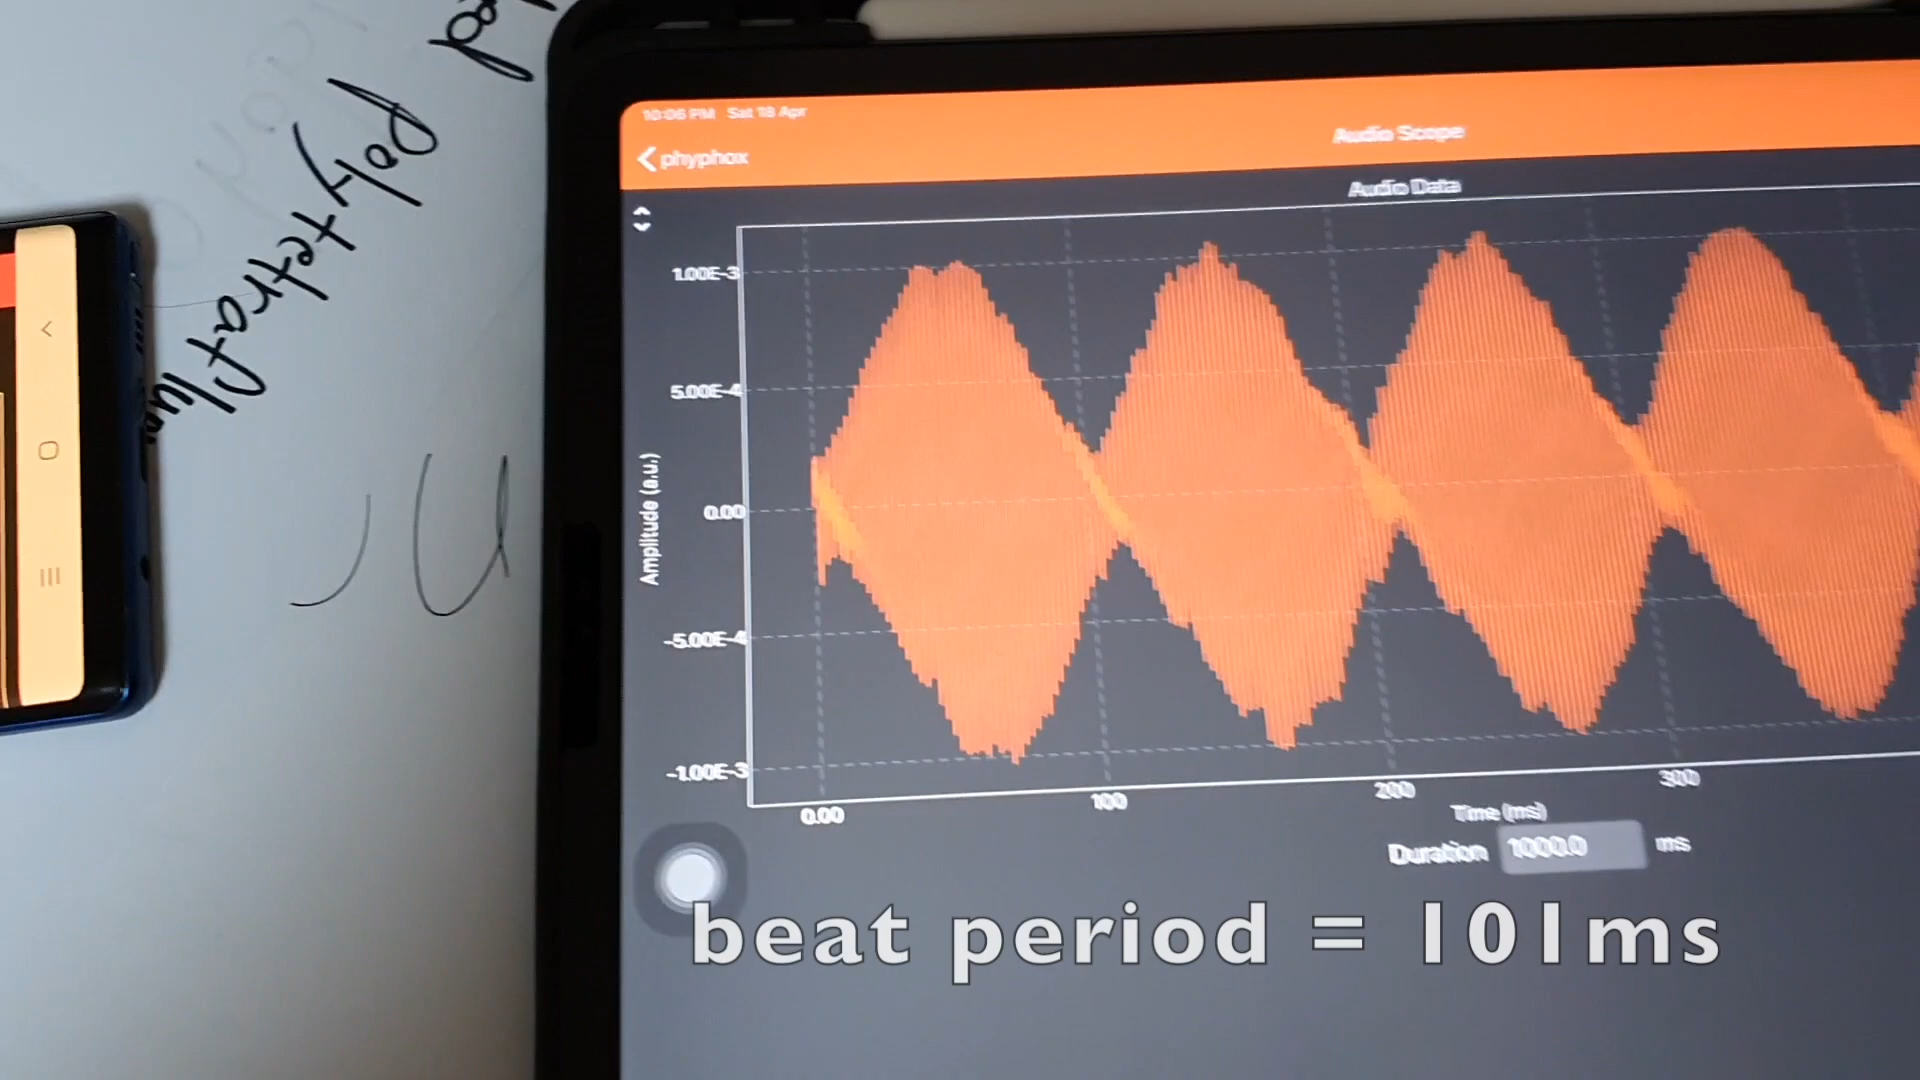 Polytetraf
10:06 PM Sat 18 Apr
Audio Scope
phyphox
Audio Data
1.00E-3
5.00E-4
0.00
-5.00E-4
-1.00E-3
Amplitude (a.u.)
0.00 100 200 300
Time (ms)
Duration 1000.0 ms
beat period = 101ms